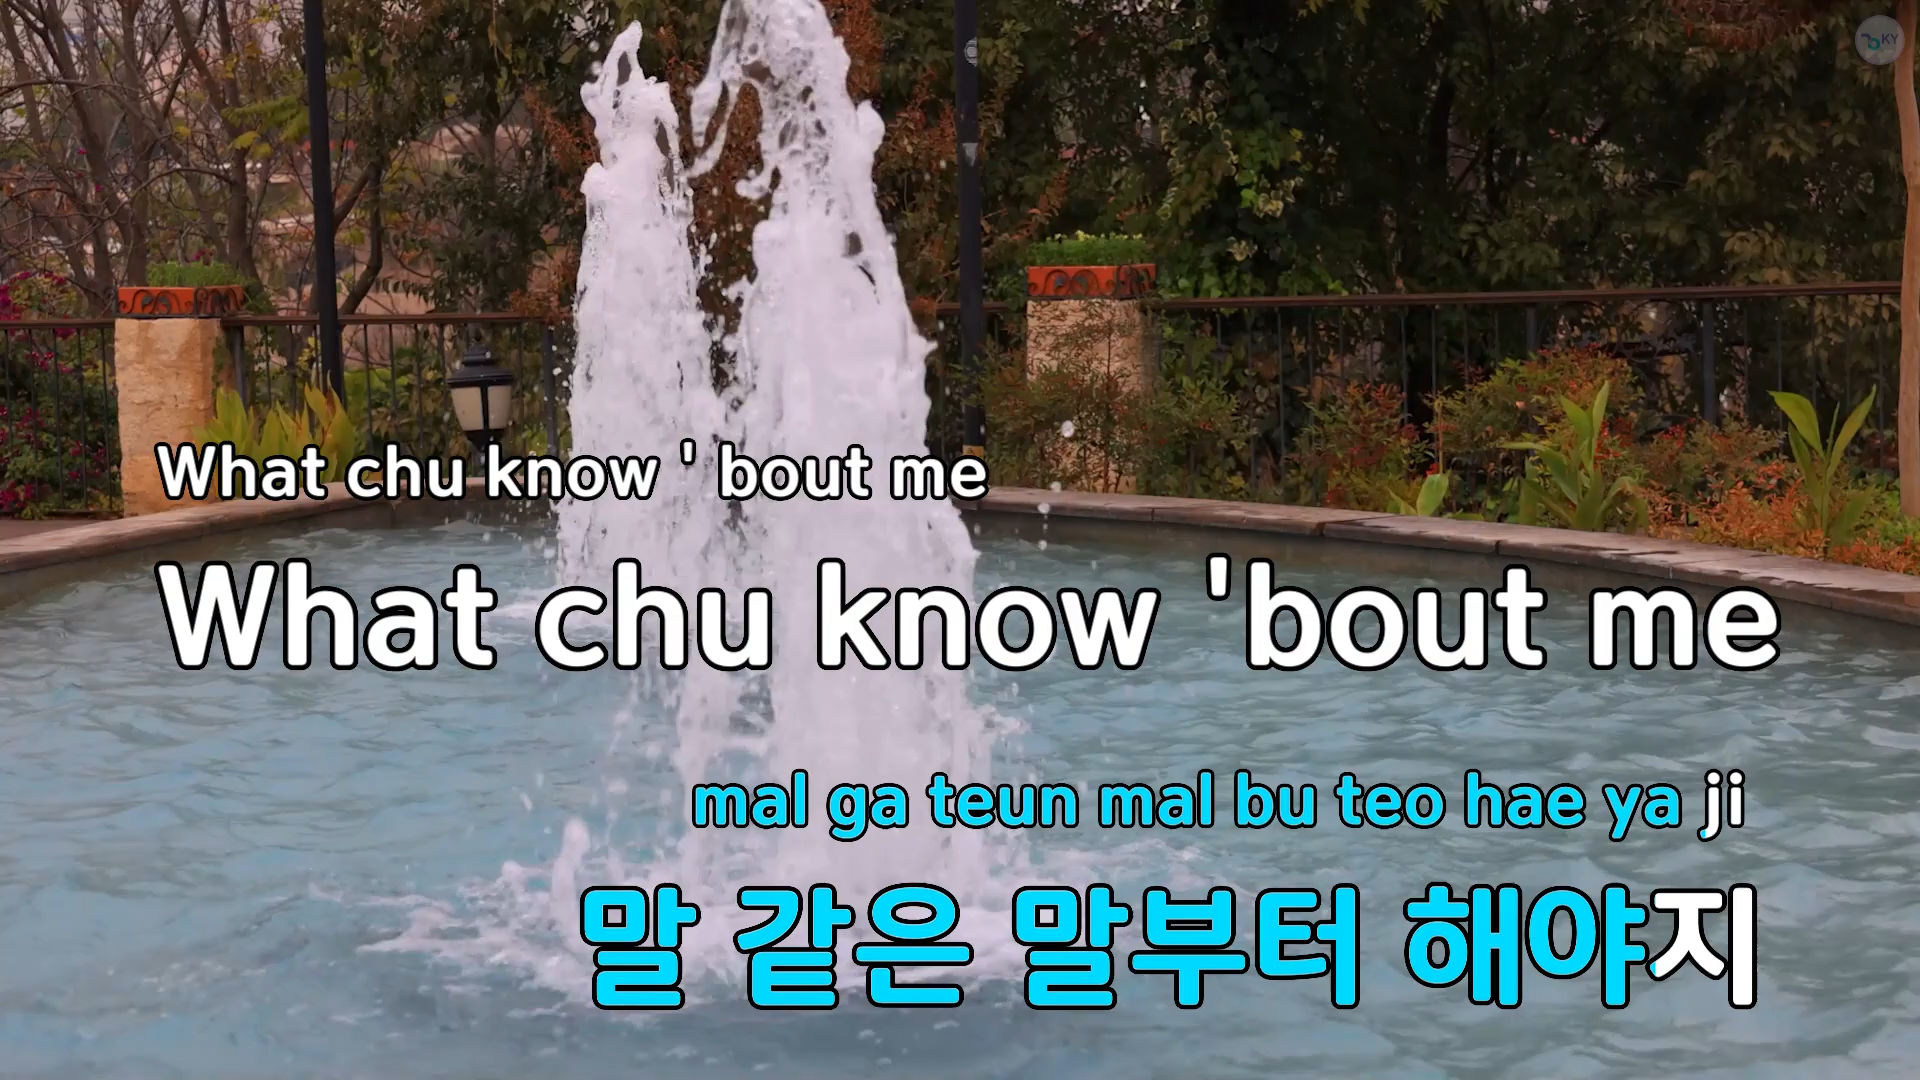 KY
What chu know ' bout me
What chu know 'bout me
mal ga teun mal bu teo hae ya ji
말 같은 말부터 해야지